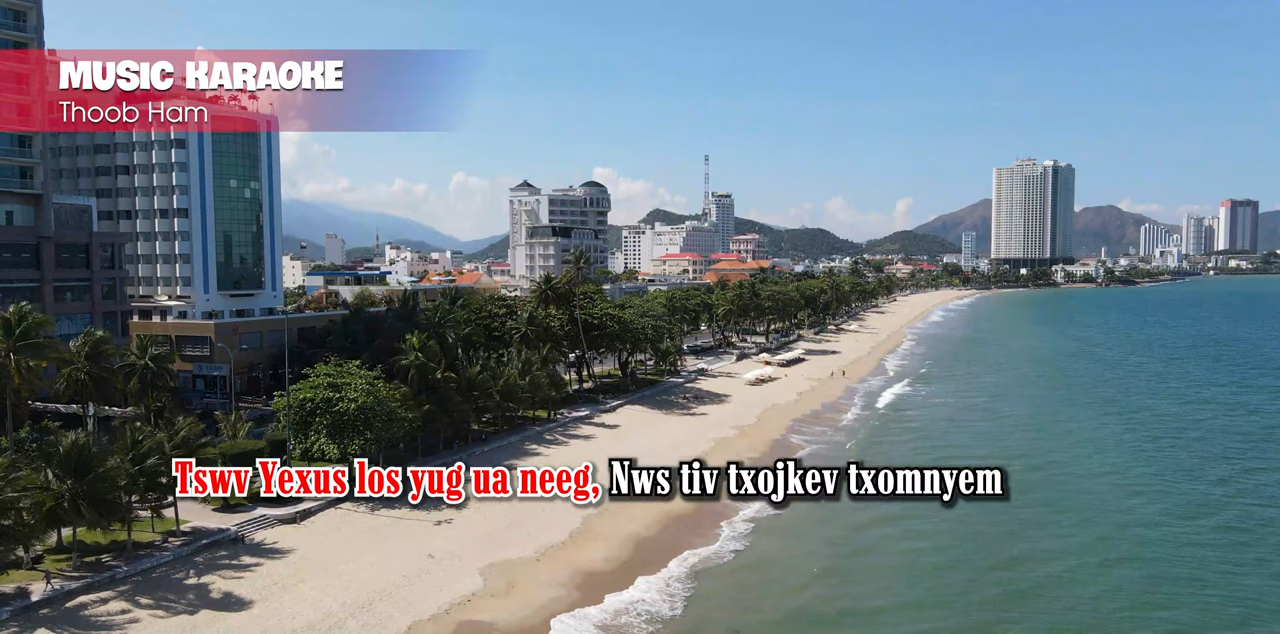 MUSIC KARAOKE
Thoob Ham
Tswv Yexus los yug ua neeg, Nws tiv txojkev txomnyem